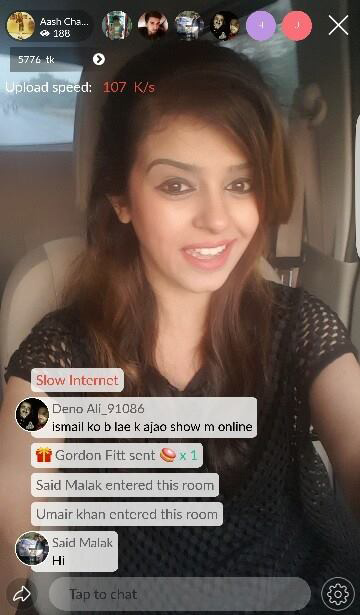 Aash Cha...
188
H
J
5776 tk
Upload speed: 107 K/s
Slow Internet
Deno Ali_91086
ismail ko b lae k ajao show m online
Gordon Fitt sent x 1
Said Malak entered this room
Umair khan entered this room
Said Malak
Hi
Tap to chat